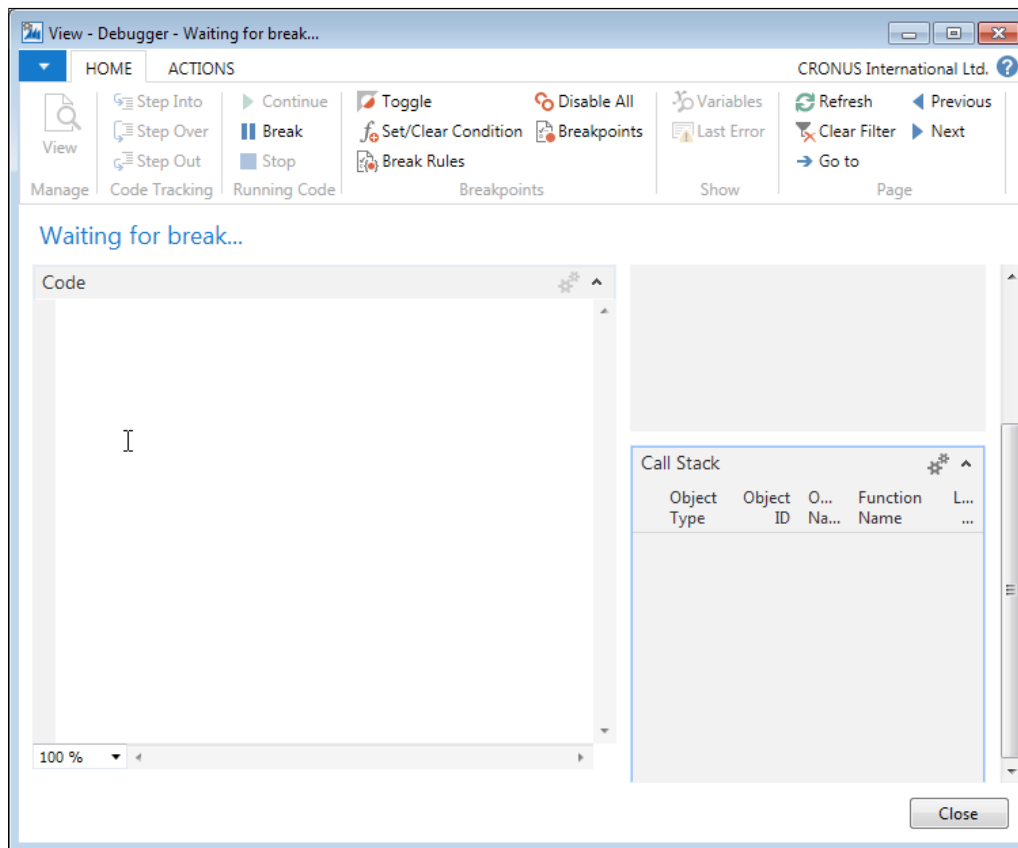 View - Debugger - Waiting for break...
HOME ACTIONS CRONUS International Ltd.
View
Manage
Step Into
Step Over
Step Out
Code Tracking
Continue
Break
Stop
Running Code
Toggle
Set/Clear Condition
Break Rules
Disable All
Breakpoints
Breakpoints
Variables
Last Error
Show
Refresh
Clear Filter
Go to
Previous
Next
Page
Waiting for break...
Code
100 %
Call Stack
Object Object O... Function L...
Type ID Na... Name ...
Close